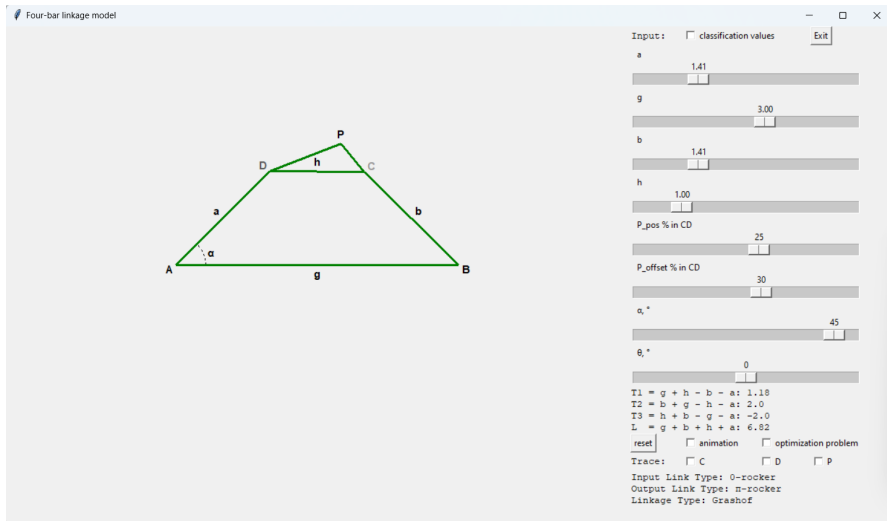 Four-bar linkage model
Input: classification values Exit
a
1.41
g
3.00
b
1.41
h
1.00
P_pos % in CD
25
P_offset % in CD
30
α, °
45
θ, °
0
T1 = g + h - b - a: 1.18
T2 = b + g - h - a: 2.0
T3 = h + b - g - a: -2.0
L = g + b + h + a: 6.82
reset animation optimization problem
Trace: C D P
Input Link Type: 0-rocker
Output Link Type: π-rocker
Linkage Type: Grashof
P
D h C
a b
α
A B
g